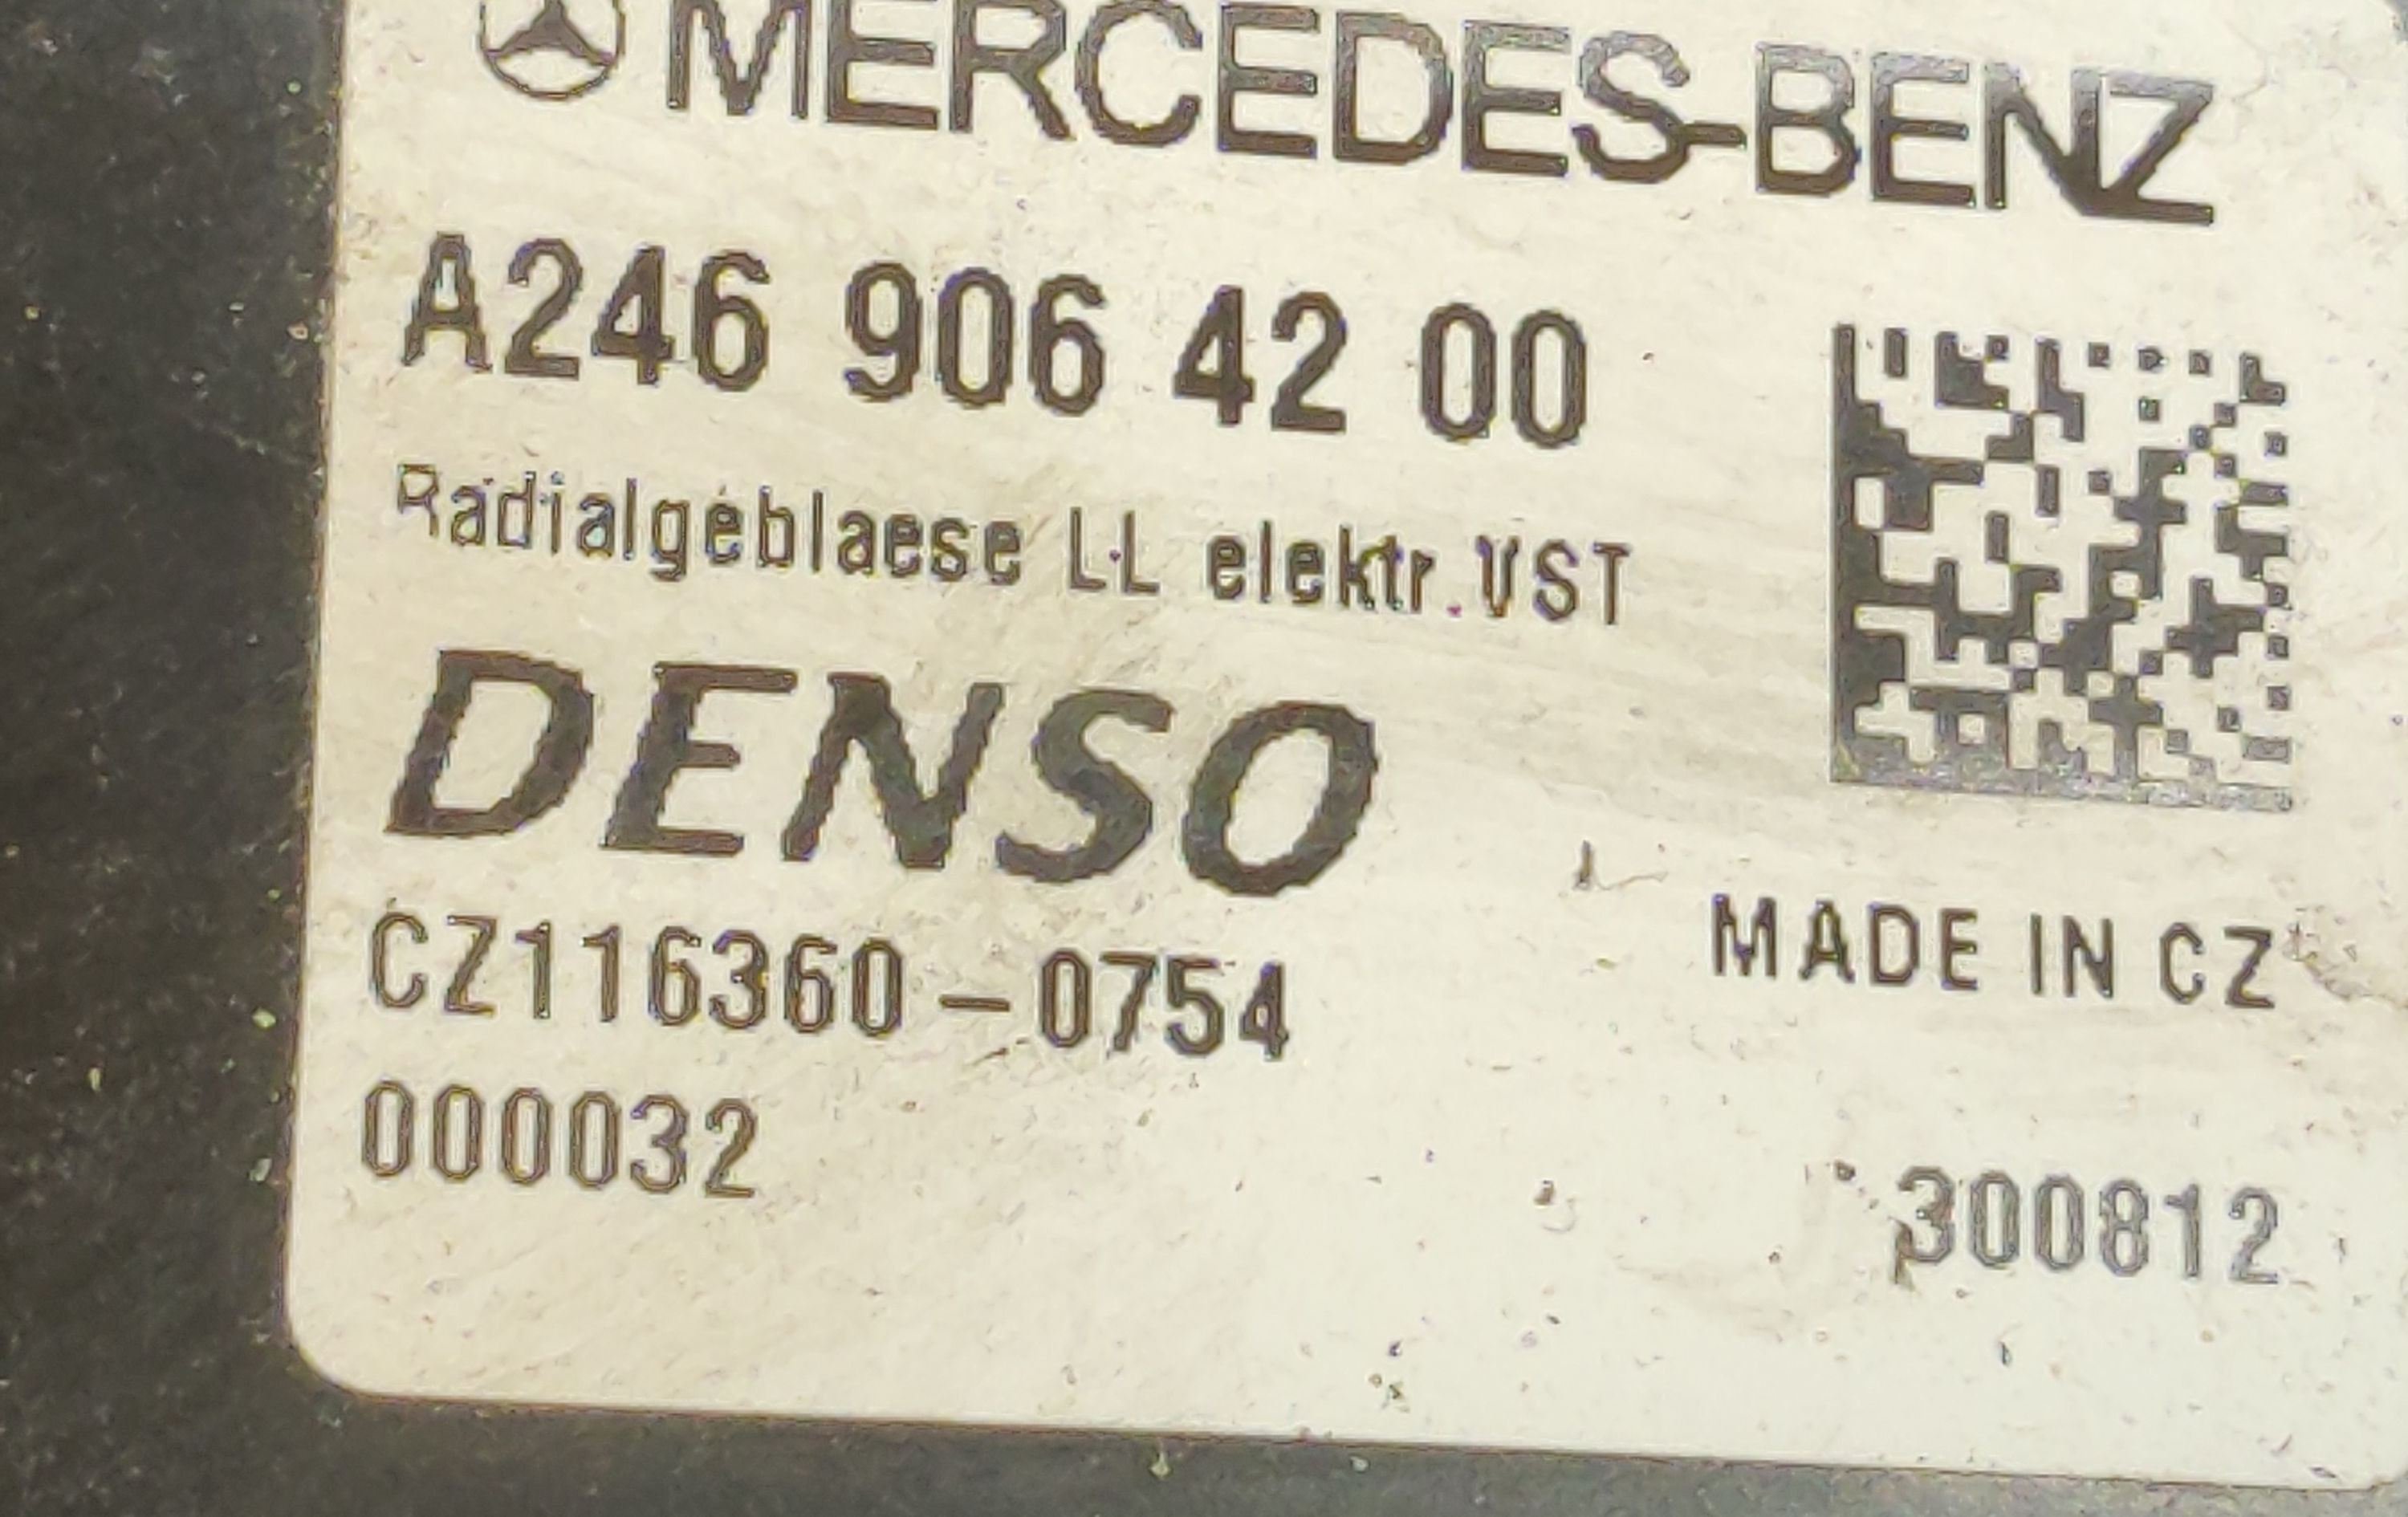 MERCEDES-BENZ
A246 906 42 00
Radialgeblaese LL elektr.VST
DENSO
CZ116360-0754
MADE IN CZ
000032
300812